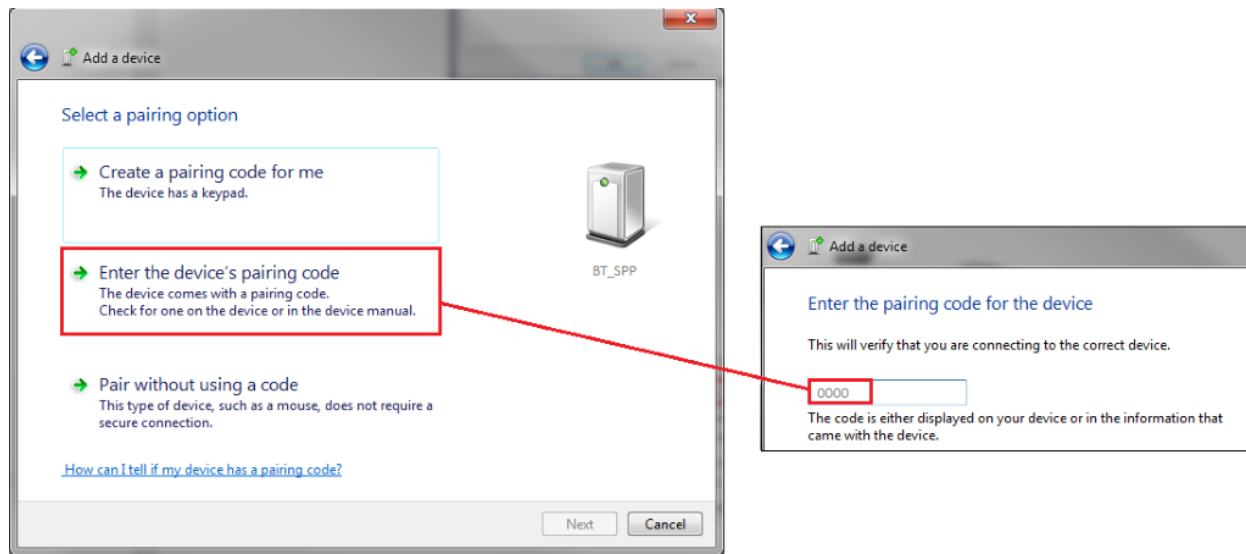 Add a device
Select a pairing option
Create a pairing code for me
The device has a keypad.
Enter the device's pairing code
The device comes with a pairing code.
Check for one on the device or in the device manual.
BT_SPP
Pair without using a code
This type of device, such as a mouse, does not require a
secure connection.
How can I tell if my device has a pairing code?
Next
Cancel
Add a device
Enter the pairing code for the device
This will verify that you are connecting to the correct device.
0000
The code is either displayed on your device or in the information that
came with the device.